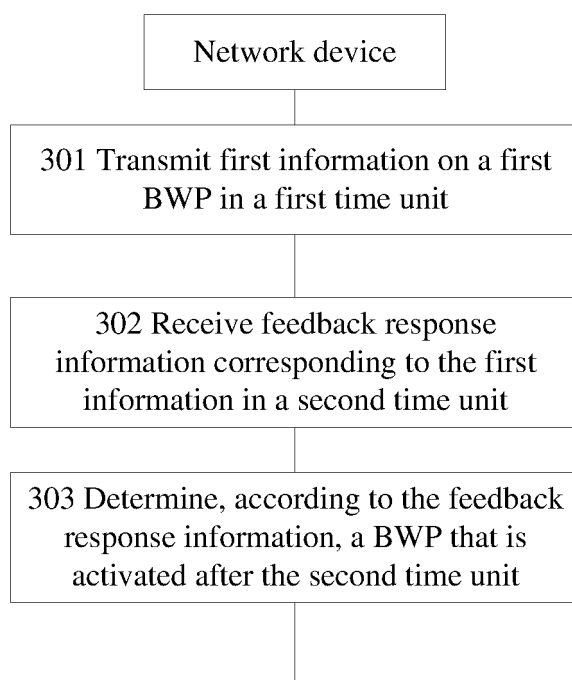 Network device
301 Transmit first information on a first
BWP in a first time unit
302 Receive feedback response
information corresponding to the first
information in a second time unit
303 Determine, according to the feedback
response information, a BWP that is
activated after the second time unit